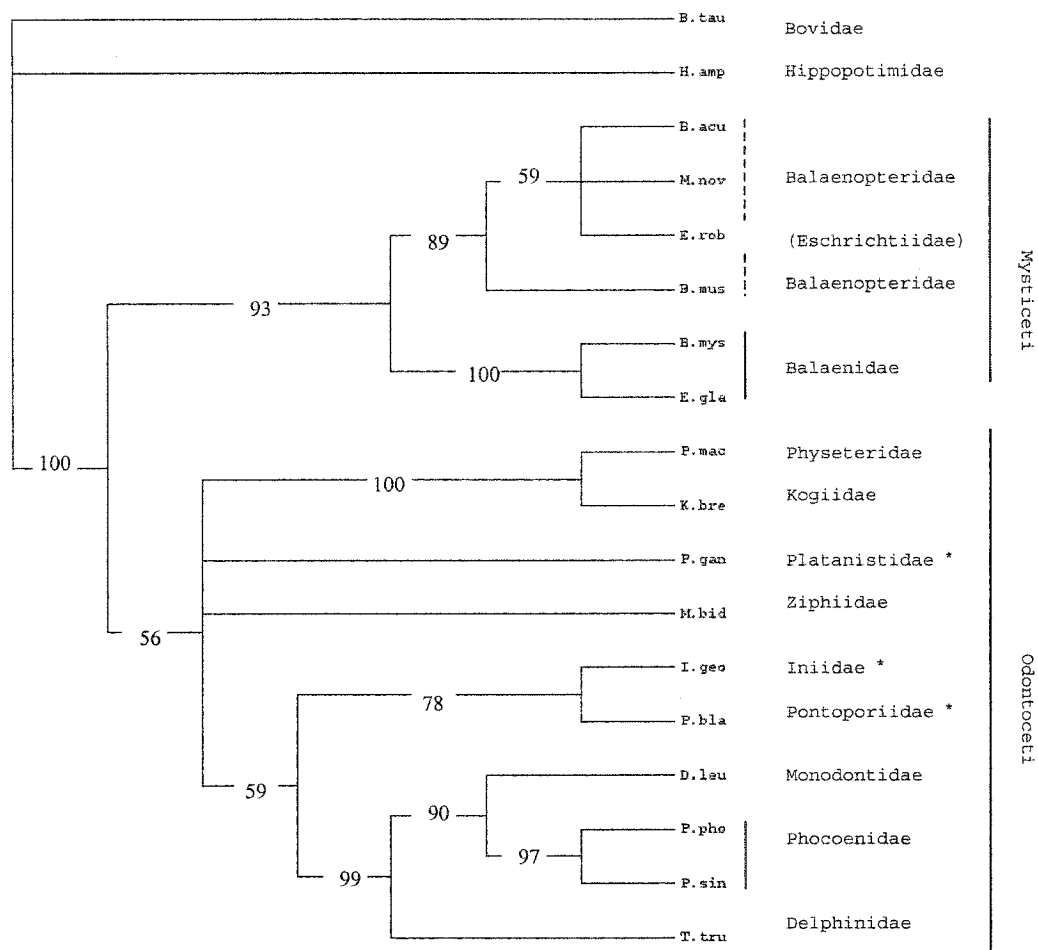 B.tau
Bovidae
H.amp
Hippopotimidae
B.acu
59
M.nov
Balaenopteridae
89
E.rob
(Eschrichtiidae)
B.mus
Balaenopteridae
93
Mysticeti
B.mys
100
Balaenidae
E.gla
P.mac
Physeteridae
100
100
K.bre
Kogiidae
P.gan
Platanistidae *
M.bid
Ziphiidae
56
I.geo
Iniidae *
78
Odontoceti
P.bla
Pontoporiidae *
D.leu
Monodontidae
59
90
P.pho
Phocoenidae
97
99
P.sin
T.tru
Delphinidae